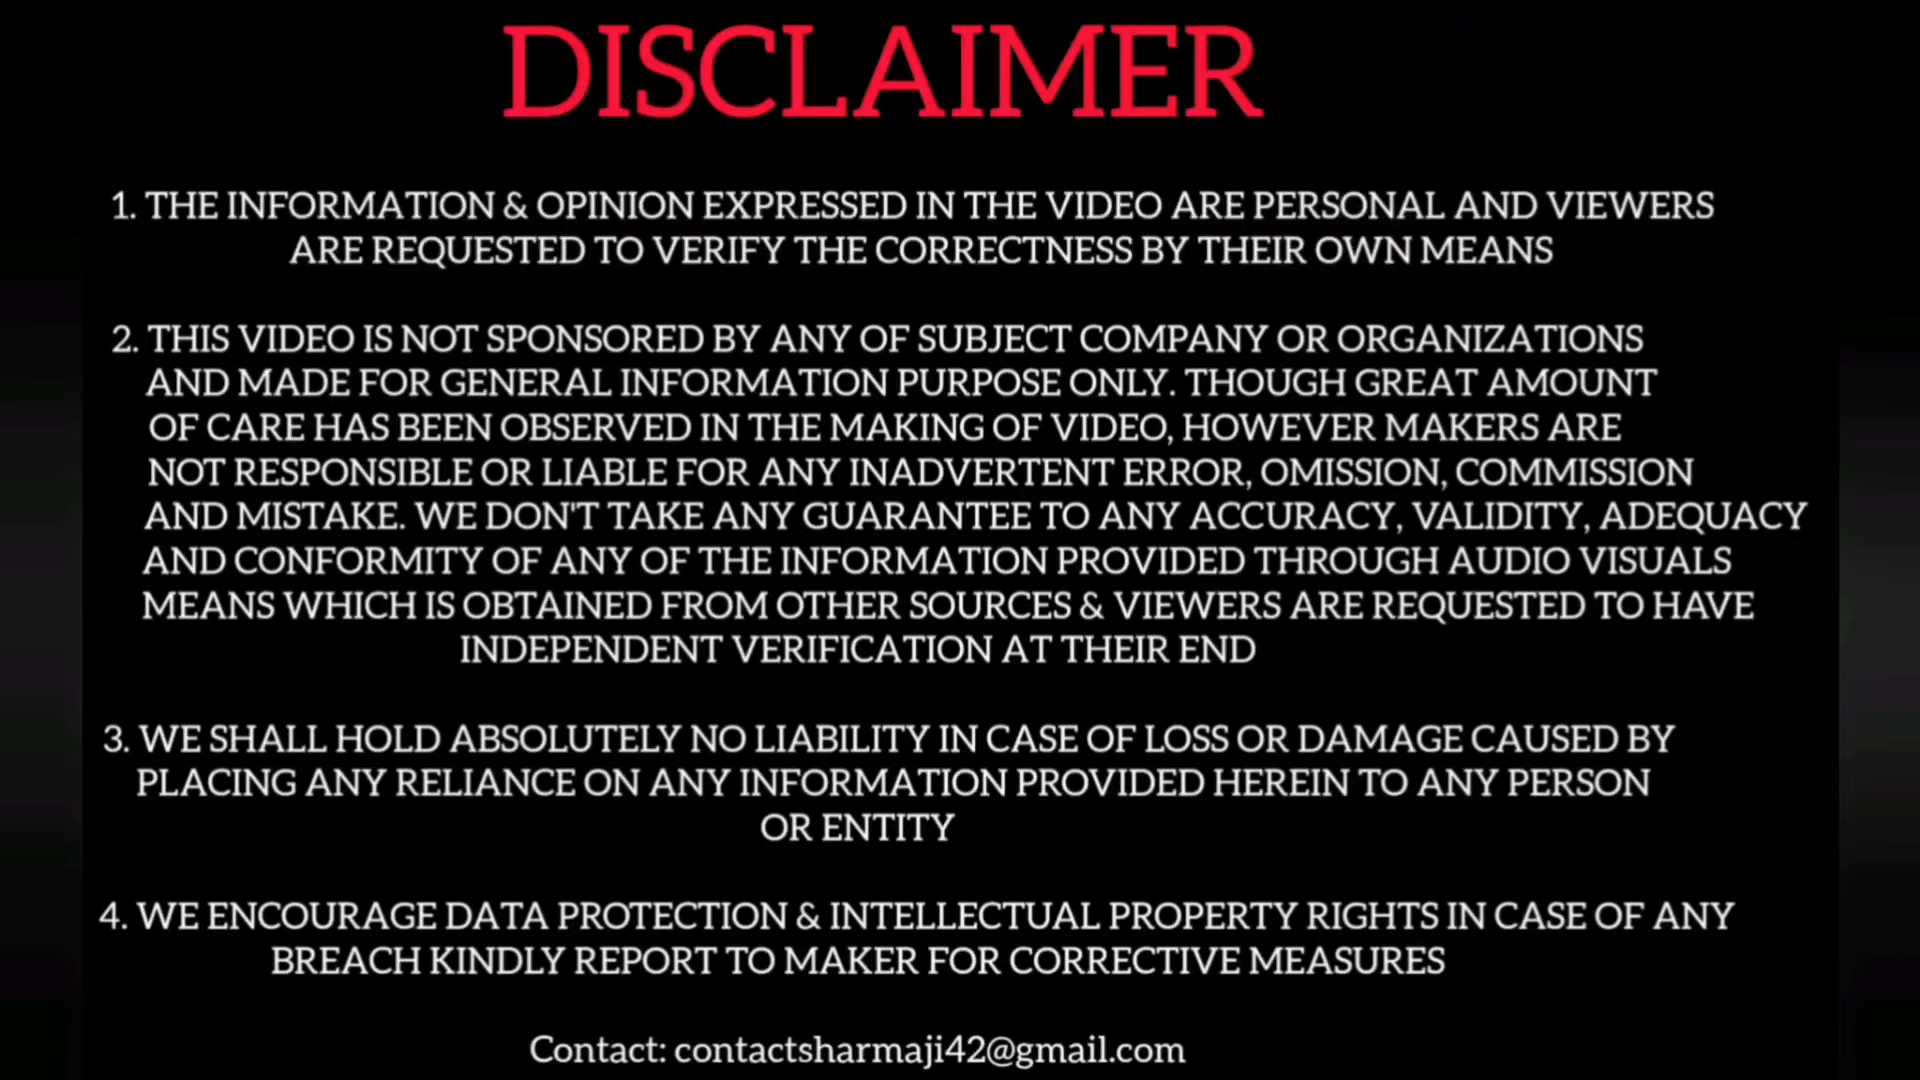 DISCLAIMER
1. THE INFORMATION & OPINION EXPRESSED IN THE VIDEO ARE PERSONAL AND VIEWERS
ARE REQUESTED TO VERIFY THE CORRECTNESS BY THEIR OWN MEANS
2. THIS VIDEO IS NOT SPONSORED BY ANY OF SUBJECT COMPANY OR ORGANIZATIONS
AND MADE FOR GENERAL INFORMATION PURPOSE ONLY. THOUGH GREAT AMOUNT
OF CARE HAS BEEN OBSERVED IN THE MAKING OF VIDEO, HOWEVER MAKERS ARE
NOT RESPONSIBLE OR LIABLE FOR ANY INADVERTENT ERROR, OMISSION, COMMISSION
AND MISTAKE. WE DON'T TAKE ANY GUARANTEE TO ANY ACCURACY, VALIDITY, ADEQUACY
AND CONFORMITY OF ANY OF THE INFORMATION PROVIDED THROUGH AUDIO VISUALS
MEANS WHICH IS OBTAINED FROM OTHER SOURCES & VIEWERS ARE REQUESTED TO HAVE
INDEPENDENT VERIFICATION AT THEIR END
3. WE SHALL HOLD ABSOLUTELY NO LIABILITY IN CASE OF LOSS OR DAMAGE CAUSED BY
PLACING ANY RELIANCE ON ANY INFORMATION PROVIDED HEREIN TO ANY PERSON
OR ENTITY
4. WE ENCOURAGE DATA PROTECTION & INTELLECTUAL PROPERTY RIGHTS IN CASE OF ANY
BREACH KINDLY REPORT TO MAKER FOR CORRECTIVE MEASURES
Contact: contactsharmaji42@gmail.com